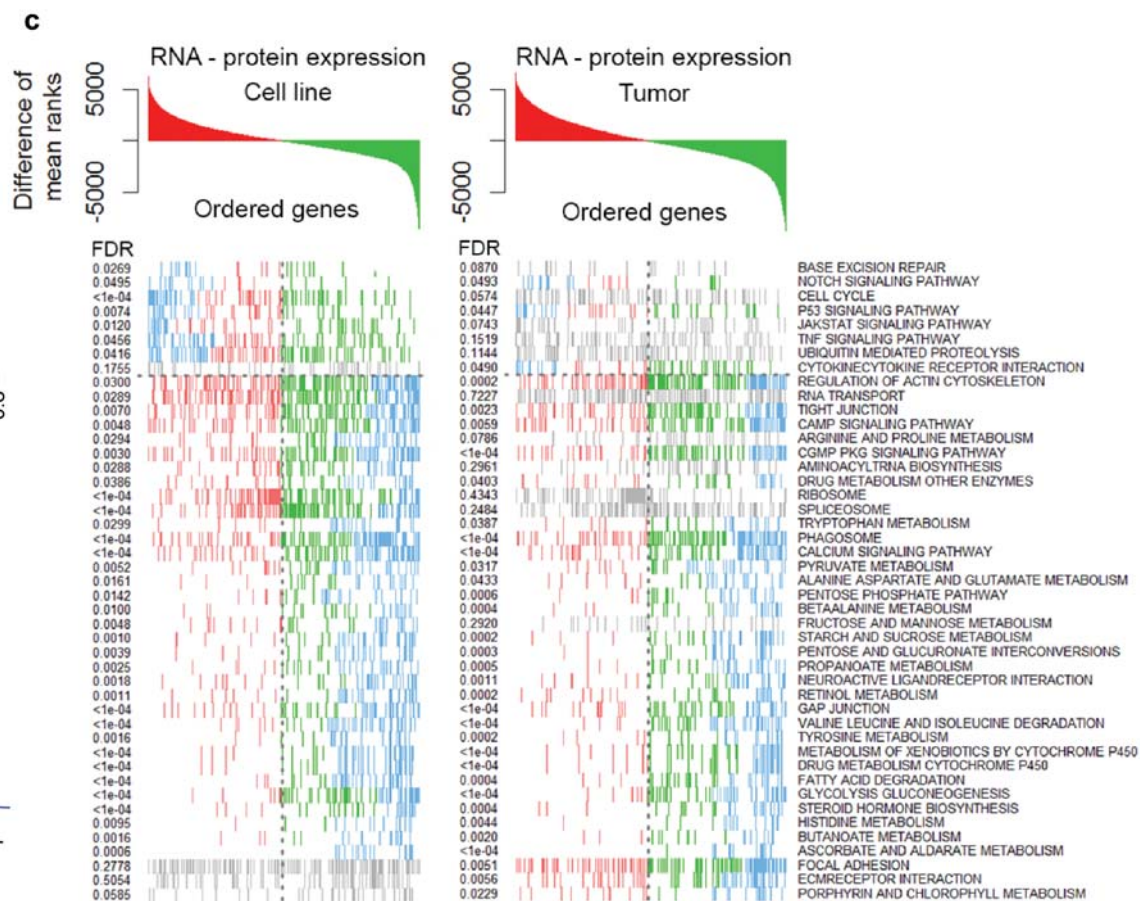 c
Difference of
mean ranks
5000
-5000
RNA - protein expression
Cell line
Ordered genes
5000
-5000
RNA - protein expression
Tumor
Ordered genes
FDR FDR
0.0269 0.0870 BASE EXCISION REPAIR
0.0495 0.0493 NOTCH SIGNALING PATHWAY
<1e-04 0.0574 CELL CYCLE
0.0074 0.0447 P53 SIGNALING PATHWAY
0.0120 0.0743 JAKSTAT SIGNALING PATHWAY
0.0456 0.1519 TNF SIGNALING PATHWAY
0.0416 0.1144 UBIQUITIN MEDIATED PROTEOLYSIS
0.1755 0.0490 CYTOKINECYTOKINE RECEPTOR INTERACTION
0.0300 0.0002 REGULATION OF ACTIN CYTOSKELETON
0.0289 0.7227 RNA TRANSPORT
0.0070 0.0023 TIGHT JUNCTION
0.0048 0.0059 CAMP SIGNALING PATHWAY
0.0294 0.0786 ARGININE AND PROLINE METABOLISM
0.0030 <1e-04 CGMP PKG SIGNALING PATHWAY
0.0288 0.2961 AMINOACYLTRNA BIOSYNTHESIS
0.0386 0.0403 DRUG METABOLISM OTHER ENZYMES
<1e-04 0.4343 RIBOSOME
<1e-04 0.2484 SPLICEOSOME
0.0299 0.0387 TRYPTOPHAN METABOLISM
<1e-04 <1e-04 PHAGOSOME
<1e-04 <1e-04 CALCIUM SIGNALING PATHWAY
0.0052 0.0317 PYRUVATE METABOLISM
0.0161 0.0433 ALANINE ASPARTATE AND GLUTAMATE METABOLISM
0.0142 0.0006 PENTOSE PHOSPHATE PATHWAY
0.0100 0.0004 BETAALANINE METABOLISM
0.0048 0.2920 FRUCTOSE AND MANNOSE METABOLISM
0.0010 0.0002 STARCH AND SUCROSE METABOLISM
0.0039 0.0003 PENTOSE AND GLUCURONATE INTERCONVERSIONS
0.0025 0.0005 PROPANOATE METABOLISM
0.0018 0.0011 NEUROACTIVE LIGANDRECEPTOR INTERACTION
0.0011 0.0002 RETINOL METABOLISM
<1e-04 <1e-04 GAP JUNCTION
<1e-04 <1e-04 VALINE LEUCINE AND ISOLEUCINE DEGRADATION
0.0016 0.0002 TYROSINE METABOLISM
<1e-04 <1e-04 METABOLISM OF XENOBIOTICS BY CYTOCHROME P450
<1e-04 <1e-04 DRUG METABOLISM CYTOCHROME P450
<1e-04 0.0004 FATTY ACID DEGRADATION
<1e-04 <1e-04 GLYCOLYSIS GLUCONEOGENESIS
<1e-04 0.0004 STEROID HORMONE BIOSYNTHESIS
0.0095 0.0044 HISTIDINE METABOLISM
0.0016 0.0020 BUTANOATE METABOLISM
0.0006 <1e-04 ASCORBATE AND ALDARATE METABOLISM
0.2778 0.0051 FOCAL ADHESION
0.5054 0.0056 ECMRECEPTOR INTERACTION
0.0585 0.0229 PORPHYRIN AND CHLOROPHYLL METABOLISM